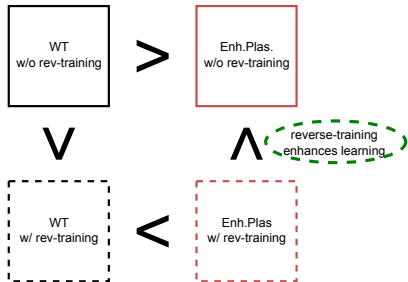 WT
w/o rev-training
>
Enh.Plas.
w/o rev-training
V
Λ
reverse-training
enhances learning
WT
w/ rev-training
<
Enh.Plas
w/ rev-training